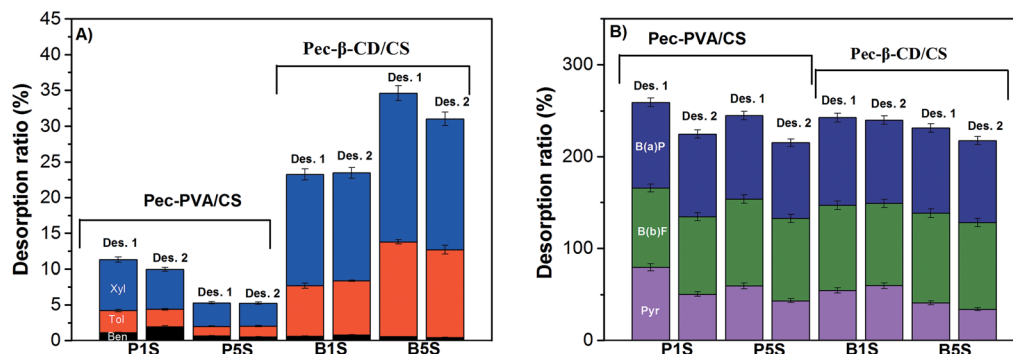 A)
Desorption ratio (%)
45
40
35
30
25
20
15
10
5
0
Pec-PVA/CS
Pec-β-CD/CS
Des. 1
Des. 2
Des. 1
Des. 2
Des. 1
Des. 2
Des. 1
Des. 2
Xyl
Tol
Ben
P1S
P5S
B1S
B5S
B)
Desorption ratio (%)
300
200
100
0
Pec-PVA/CS
Pec-β-CD/CS
Des. 1
Des. 2
Des. 1
Des. 2
Des. 1
Des. 2
Des. 1
Des. 2
B(a)P
B(b)F
Pyr
P1S
P5S
B1S
B5S